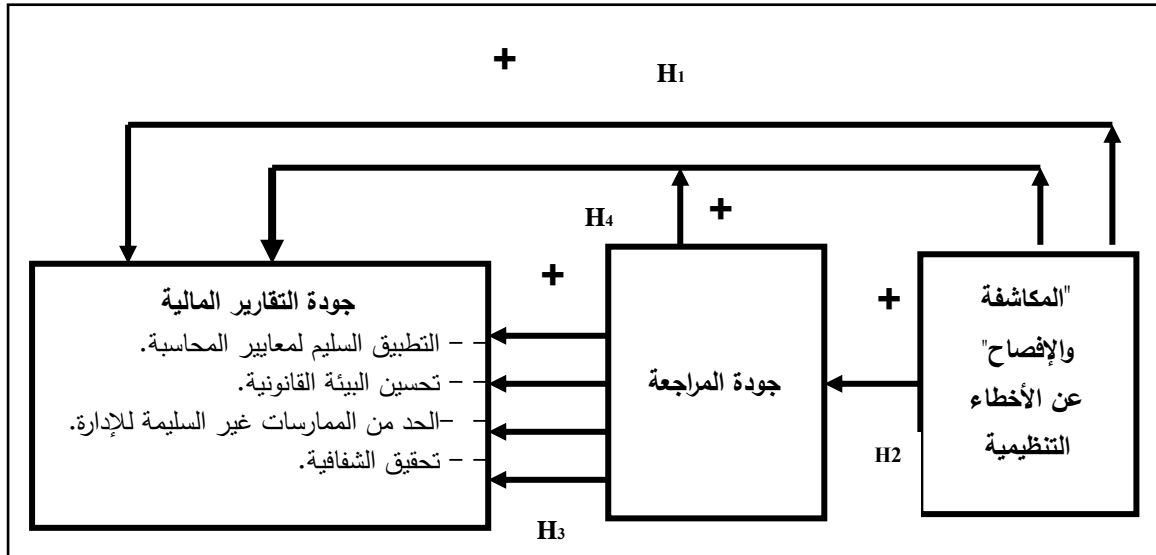 +
H1
H4
+
جودة التقارير المالية
– – التطبيق السليم لمعايير المحاسبة.
– – تحسين البيئة القانونية.
– –الحد من الممارسات غير السليمة للإدارة.
– – تحقيق الشفافية.
+
جودة المراجعة
+
"المكاشفة
والإفصاح"
عن الأخطاء
التنظيمية
H2
H3